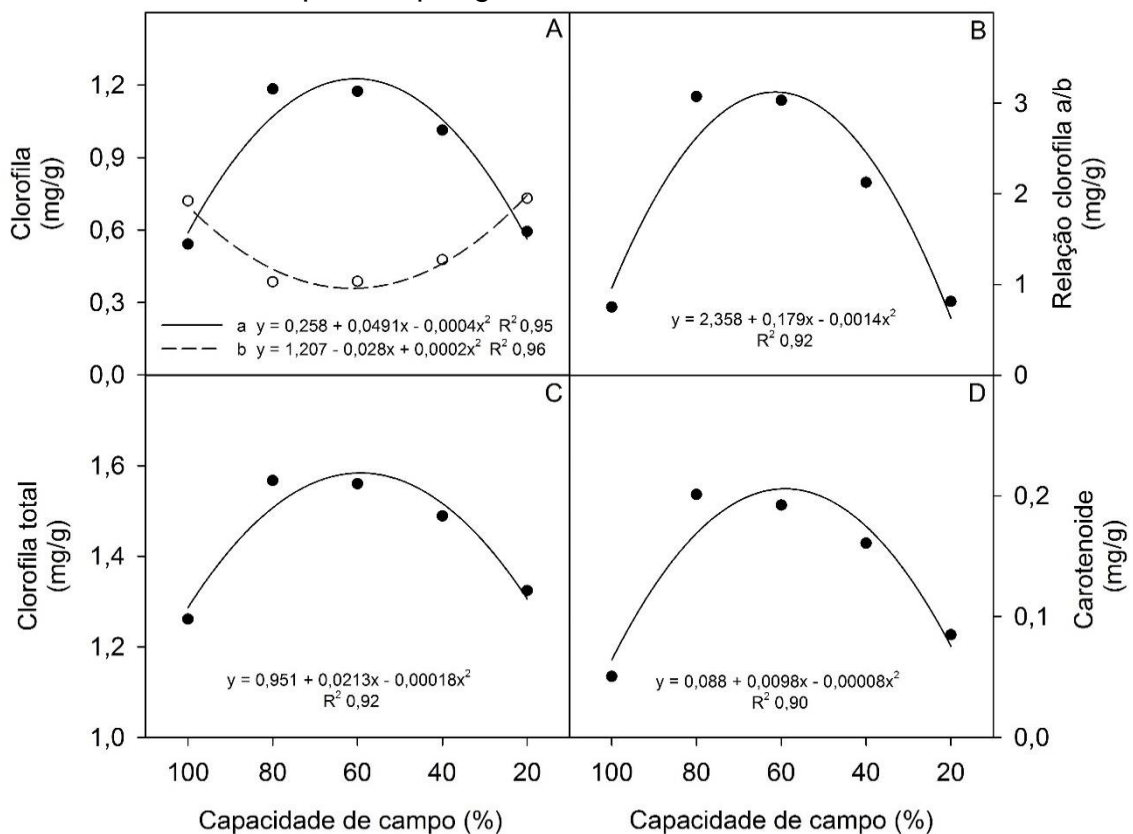 A
B
1,2
0,9
0,6
0,3
0,0
Clorofila
(mg/g)
a y = 0,258 + 0,0491x - 0,0004x² R² 0,95
b y = 1,207 - 0,028x + 0,0002x² R² 0,96
y = 2,358 + 0,179x - 0,0014x²
R² 0,92
3
2
1
0
Relação clorofila a/b
(mg/g)
C
D
1,6
1,4
1,2
1,0
Clorofila total
(mg/g)
y = 0,951 + 0,0213x - 0,00018x²
R² 0,92
y = 0,088 + 0,0098x - 0,00008x²
R² 0,90
0,2
0,1
0,0
Carotenoide
(mg/g)
100 80 60 40 20
100 80 60 40 20
Capacidade de campo (%)
Capacidade de campo (%)